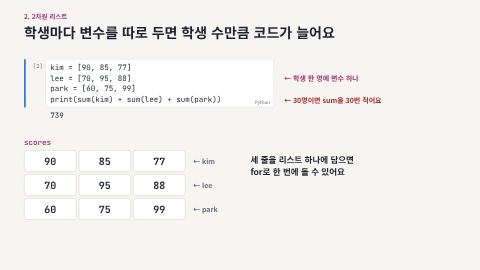 2. 2차원 리스트
학생마다 변수를 따로 두면 학생 수만큼 코드가 늘어요
[1]
kim = [90, 85, 77]
lee = [70, 95, 88]
park = [60, 75, 99]
print(sum(kim) + sum(lee) + sum(park))
Python
← 학생 한 명에 변수 하나
← 30명이면 sum을 30번 적어요
739
scores
90 85 77 ← kim
70 95 88 ← lee
60 75 99 ← park
세 줄을 리스트 하나에 담으면
for로 한 번에 돌 수 있어요